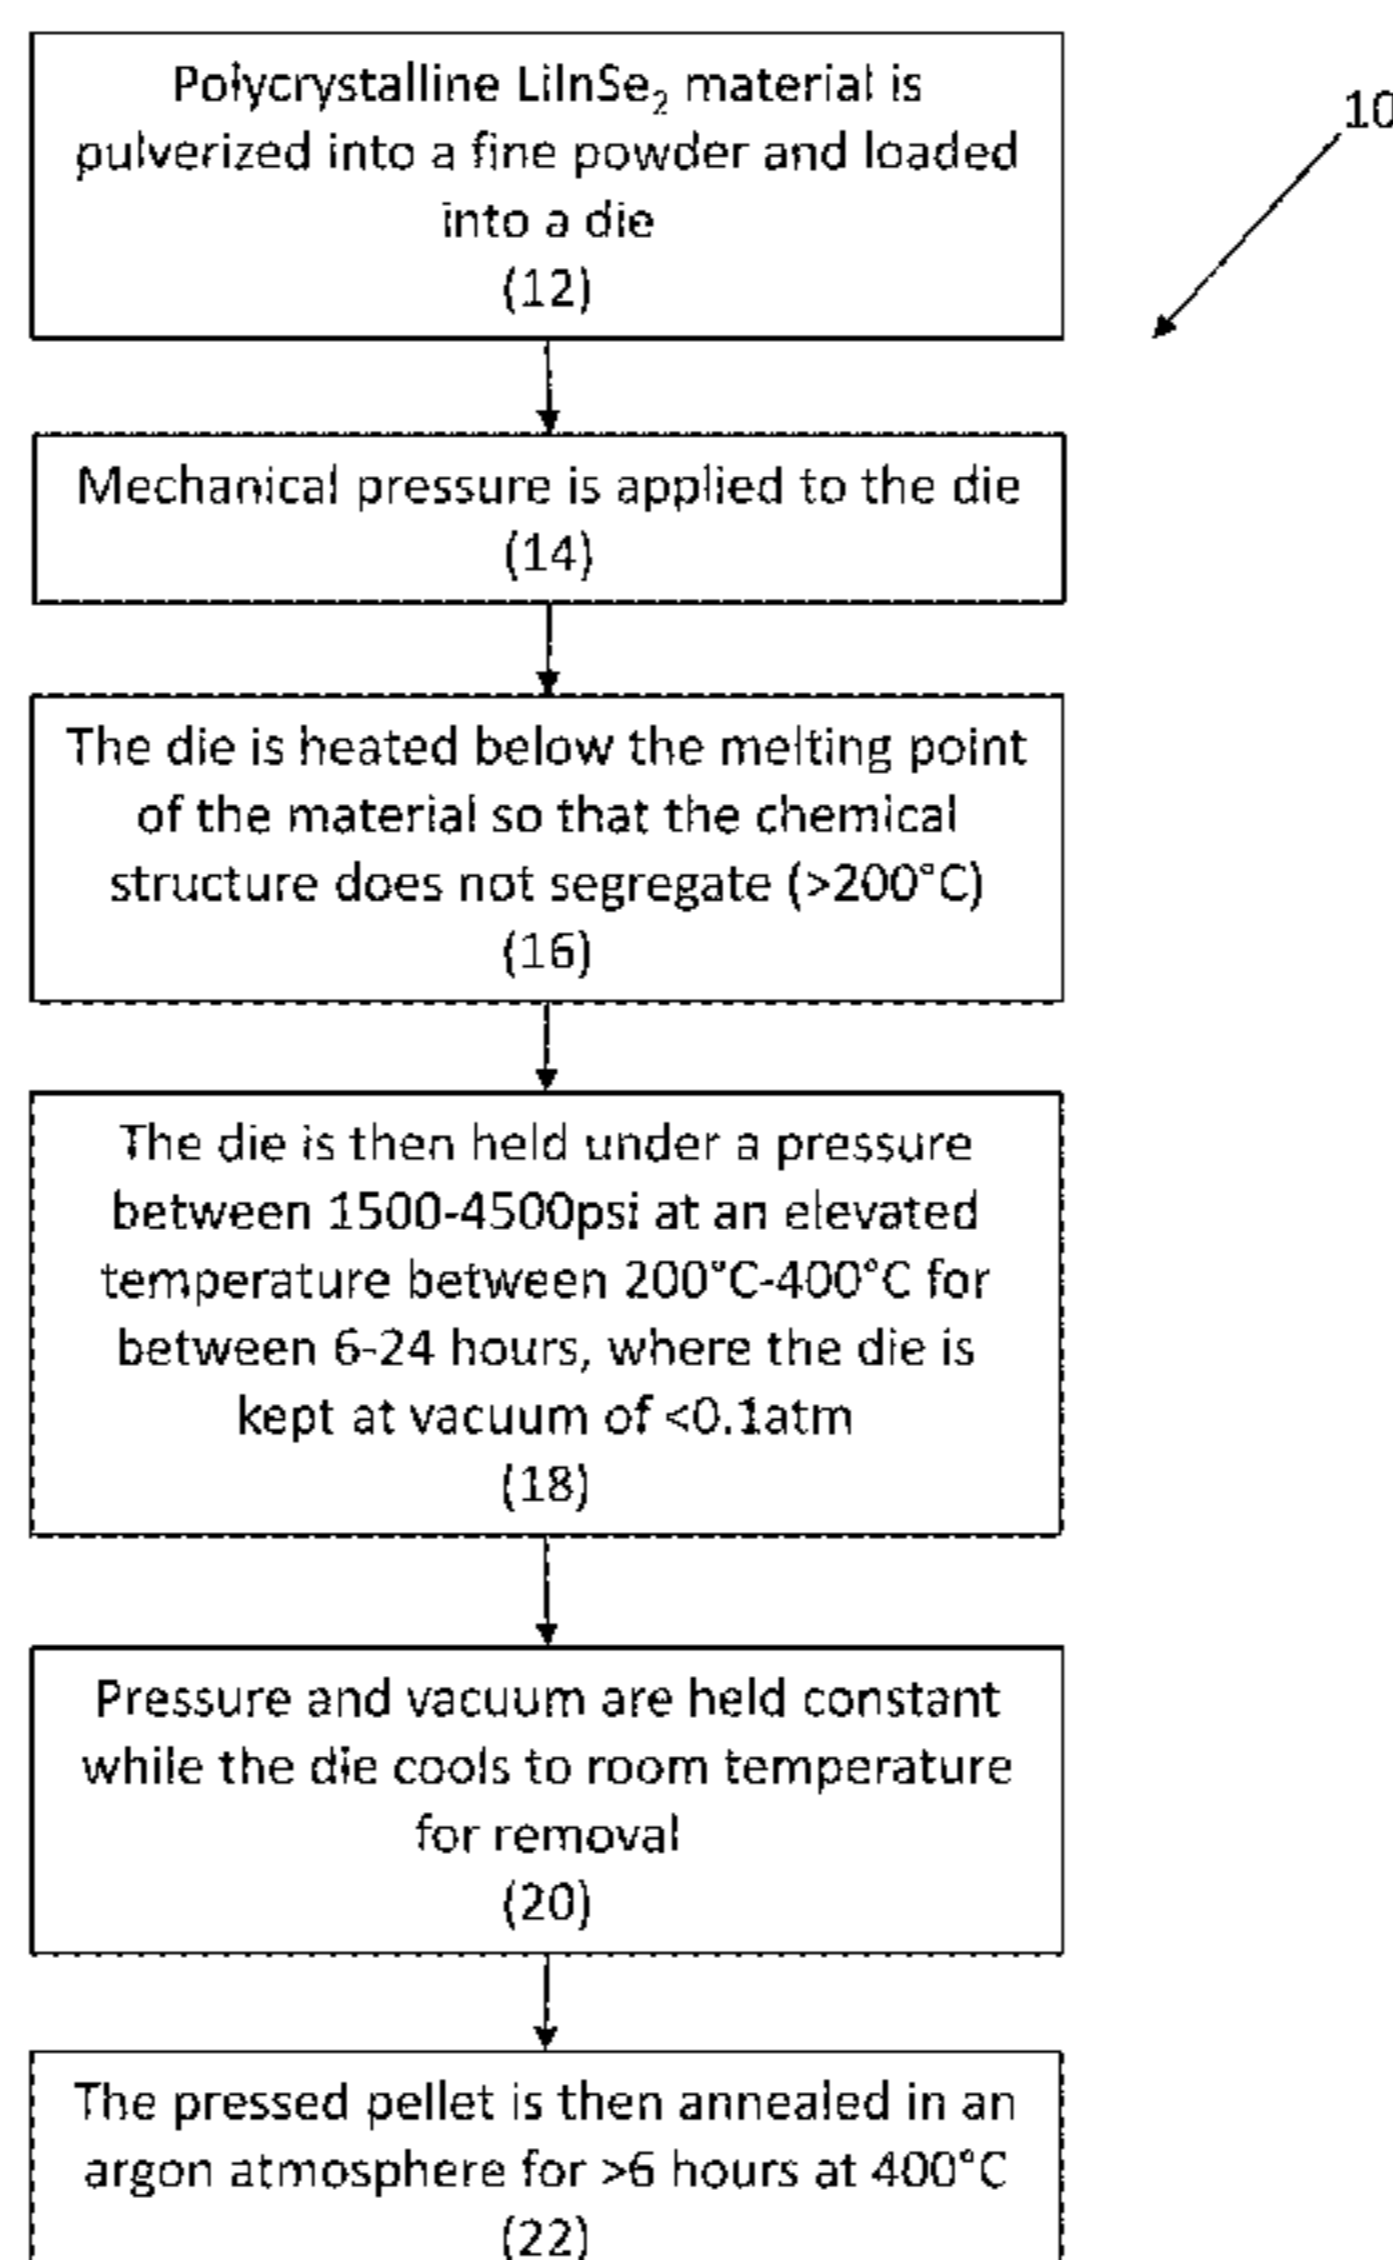 Polycrystalline LiInSe₂ material is
pulverized into a fine powder and loaded
into a die
(12)
10
Mechanical pressure is applied to the die
(14)
The die is heated below the melting point
of the material so that the chemical
structure does not segregate (>200°C)
(16)
The die is then held under a pressure
between 1500-4500psi at an elevated
temperature between 200°C-400°C for
between 6-24 hours, where the die is
kept at vacuum of <0.1atm
(18)
Pressure and vacuum are held constant
while the die cools to room temperature
for removal
(20)
The pressed pellet is then annealed in an
argon atmosphere for >6 hours at 400°C
(22)